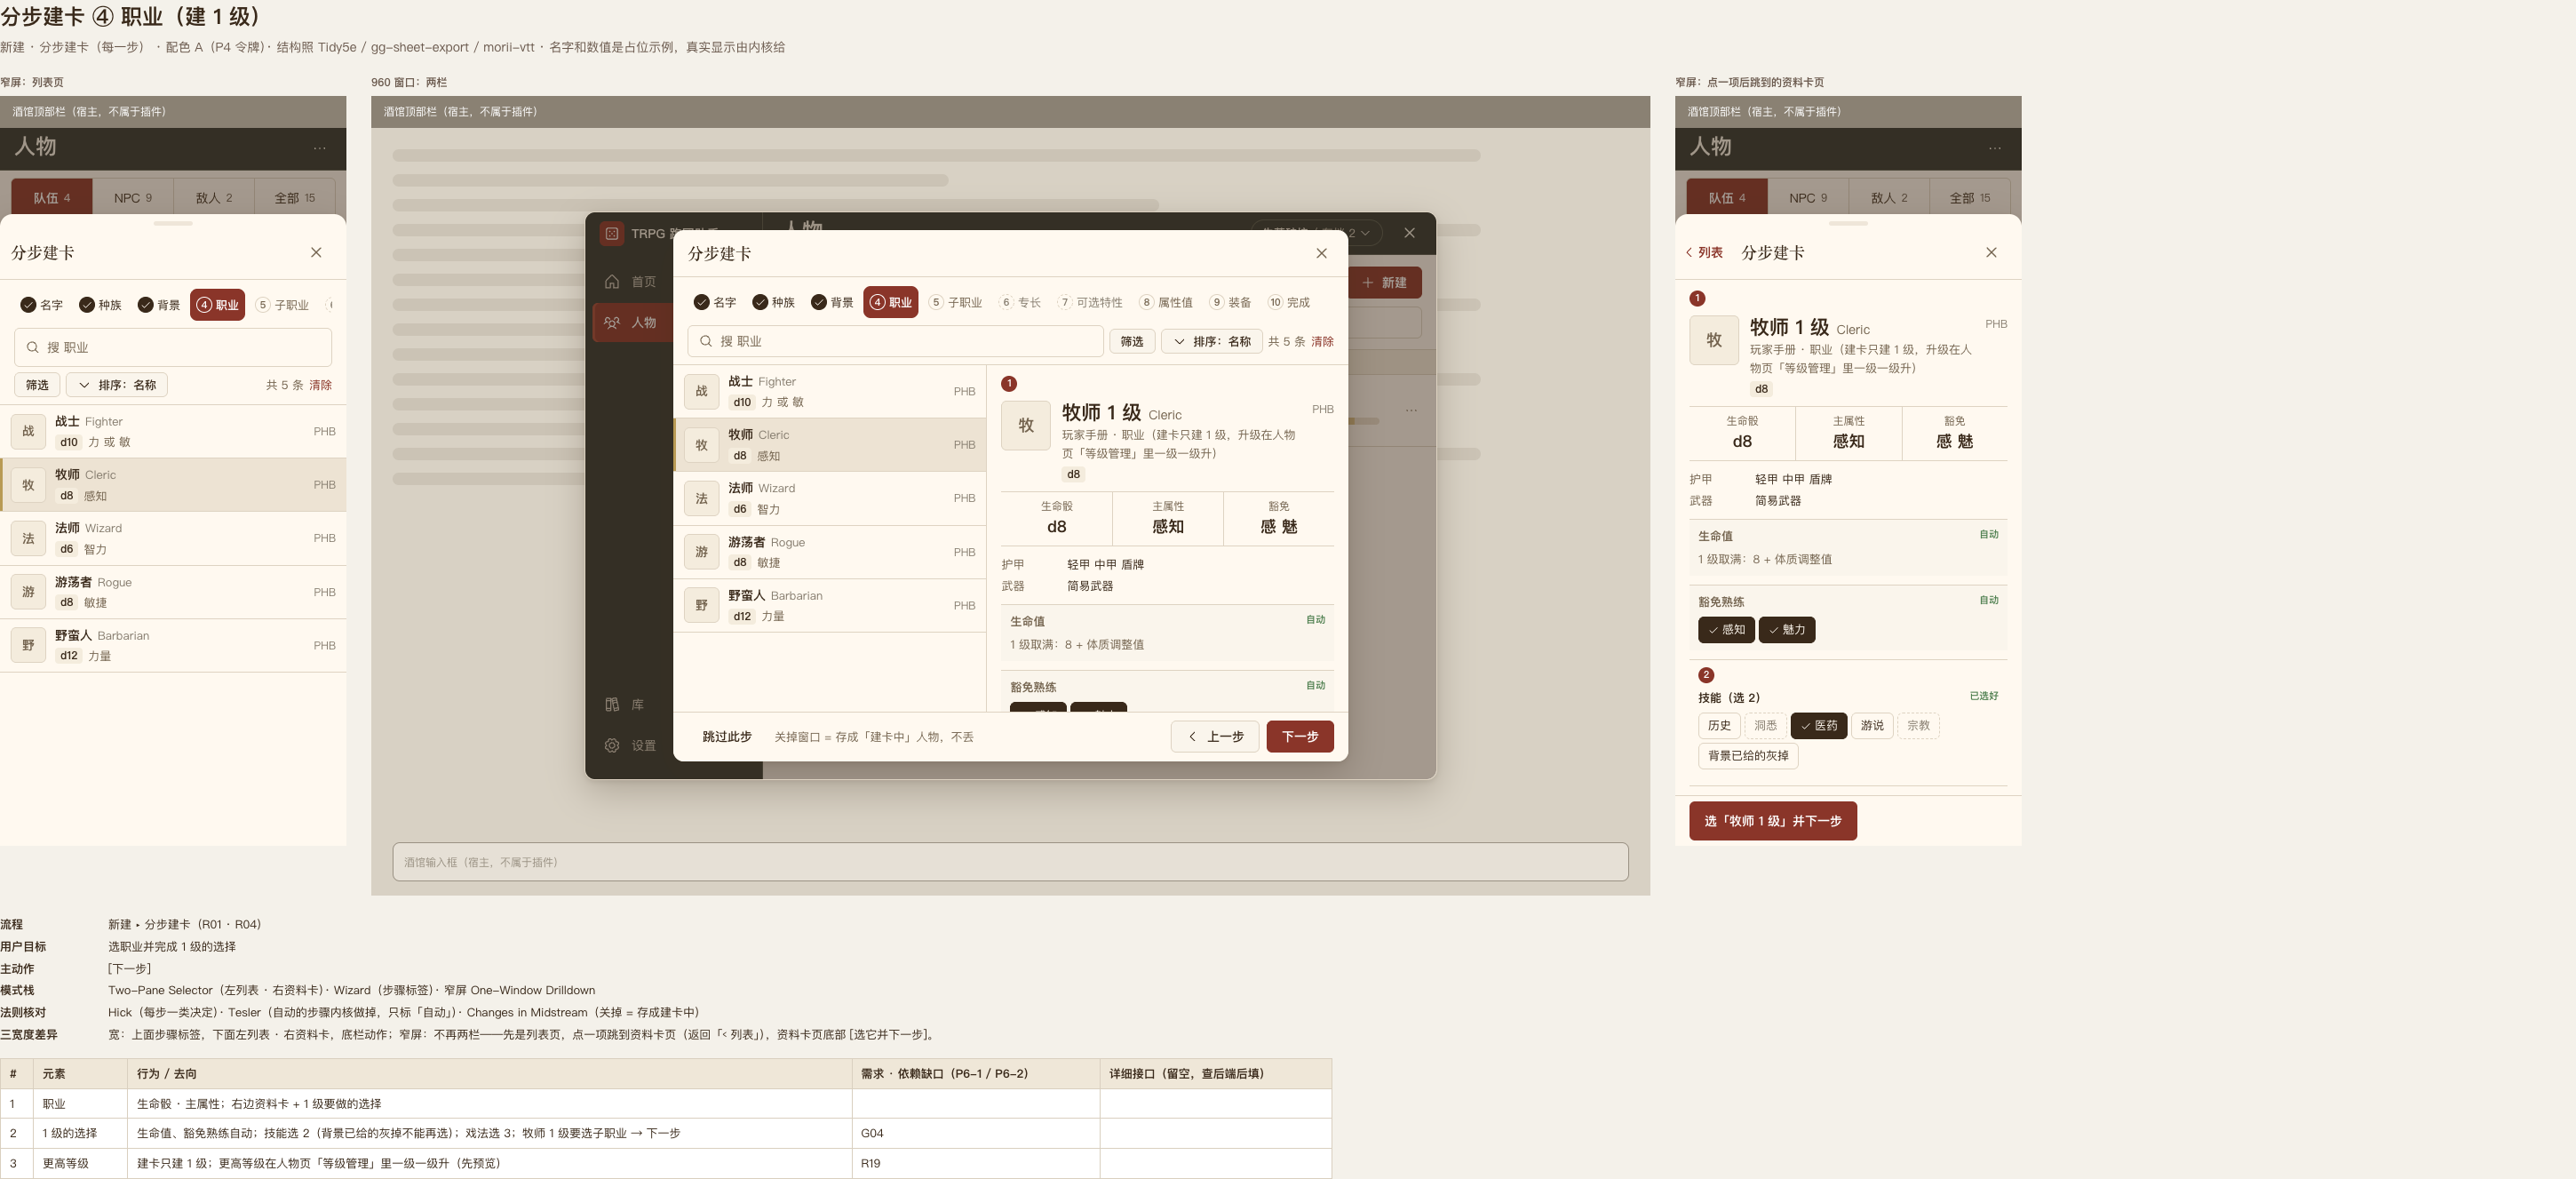 分步建卡 ④ 职业（建 1 级）
新建 · 分步建卡（每一步） · 配色 A（P4 令牌）· 结构照 Tidy5e / gg-sheet-export / morii-vtt · 名字和数值是占位示例，真实显示由内核给
窄屏：列表页
酒馆顶部栏（宿主，不属于插件）
人物
···
队伍 4 NPC 9 敌人 2 全部 15
分步建卡
名字 种族 背景 4 职业 5 子职业
搜 职业
筛选 排序：名称 共 5 条 清除
战 战士 Fighter PHB
d10 力 或 敏
牧 牧师 Cleric PHB
d8 感知
法 法师 Wizard PHB
d6 智力
游 游荡者 Rogue PHB
d8 敏捷
野 野蛮人 Barbarian PHB
d12 力量
960 窗口：两栏
酒馆顶部栏（宿主，不属于插件）
TRPG
人物
2
首页
人物
库
设置
新建
···
分步建卡
名字 种族 背景 4 职业 5 子职业 6 专长 7 可选特性 8 属性值 9 装备 10 完成
搜 职业
筛选 排序：名称 共 5 条 清除
战 战士 Fighter PHB
d10 力 或 敏
牧 牧师 Cleric PHB
d8 感知
法 法师 Wizard PHB
d6 智力
游 游荡者 Rogue PHB
d8 敏捷
野 野蛮人 Barbarian PHB
d12 力量
1
牧 牧师 1 级 Cleric PHB
玩家手册 · 职业（建卡只建 1 级，升级在人物
页「等级管理」里一级一级升）
d8
生命骰 主属性 豁免
d8 感知 感 魅
护甲 轻甲 中甲 盾牌
武器 简易武器
生命值 自动
1 级取满：8 + 体质调整值
豁免熟练 自动
跳过此步 关掉窗口 = 存成「建卡中」人物，不丢 上一步 下一步
酒馆输入框（宿主，不属于插件）
窄屏：点一项后跳到的资料卡页
酒馆顶部栏（宿主，不属于插件）
人物
···
队伍 4 NPC 9 敌人 2 全部 15
列表 分步建卡
1
牧 牧师 1 级 Cleric PHB
玩家手册 · 职业（建卡只建 1 级，升级在人
物页「等级管理」里一级一级升）
d8
生命骰 主属性 豁免
d8 感知 感 魅
护甲 轻甲 中甲 盾牌
武器 简易武器
生命值 自动
1 级取满：8 + 体质调整值
豁免熟练 自动
感知 魅力
2
技能（选 2） 已选好
历史 洞悉 医药 游说 宗教
背景已给的灰掉
选「牧师 1 级」并下一步
流程 新建 ▸ 分步建卡（R01 · R04）
用户目标 选职业并完成 1 级的选择
主动作 [下一步]
模式栈 Two-Pane Selector（左列表 · 右资料卡）· Wizard（步骤标签）· 窄屏 One-Window Drilldown
法则核对 Hick（每步一类决定）· Tesler（自动的步骤内核做掉，只标「自动」）· Changes in Midstream（关掉 = 存成建卡中）
三宽度差异 宽：上面步骤标签，下面左列表 · 右资料卡，底栏动作；窄屏：不再两栏——先是列表页，点一项跳到资料卡页（返回「‹ 列表」），资料卡页底部 [选它并下一步]。
# 元素 行为 / 去向 需求 · 依赖缺口（P6-1 / P6-2） 详细接口（留空，查后端后填）
1 职业 生命骰 · 主属性；右边资料卡 + 1 级要做的选择
2 1 级的选择 生命值、豁免熟练自动；技能选 2（背景已给的灰掉不能再选）；戏法选 3；牧师 1 级要选子职业 → 下一步 G04
3 更高等级 建卡只建 1 级；更高等级在人物页「等级管理」里一级一级升（先预览） R19